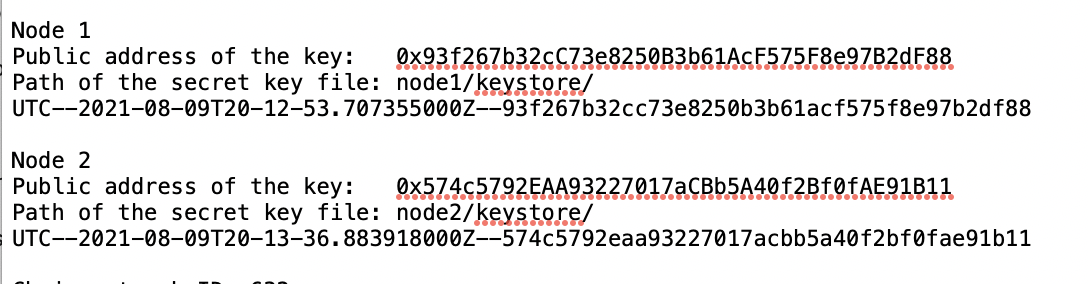 Node 1
Public address of the key:   0x93f267b32cC73e8250B3b61AcF575F8e97B2dF88
Path of the secret key file: node1/keystore/
UTC--2021-08-09T20-12-53.707355000Z--93f267b32cc73e8250b3b61acf575f8e97b2df88
Node 2
Public address of the key:   0x574c5792EAA93227017aCBb5A40f2Bf0fAE91B11
Path of the secret key file: node2/keystore/
UTC--2021-08-09T20-13-36.883918000Z--574c5792eaa93227017acbb5a40f2bf0fae91b11